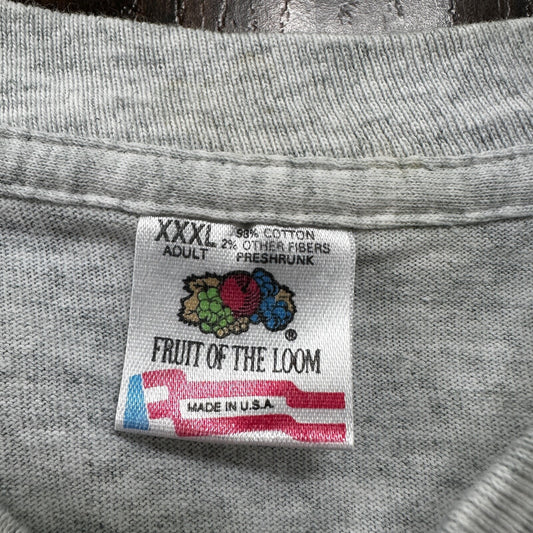 XXXL
ADULT
98% COTTON
2% OTHER FIBERS
PRESHRUNK
®
FRUIT OF THE LOOM
MADE IN U.S.A.